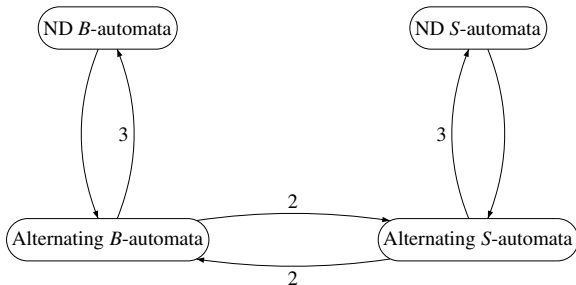 ND B-automata
ND S-automata
3
3
2
Alternating B-automata
Alternating S-automata
2